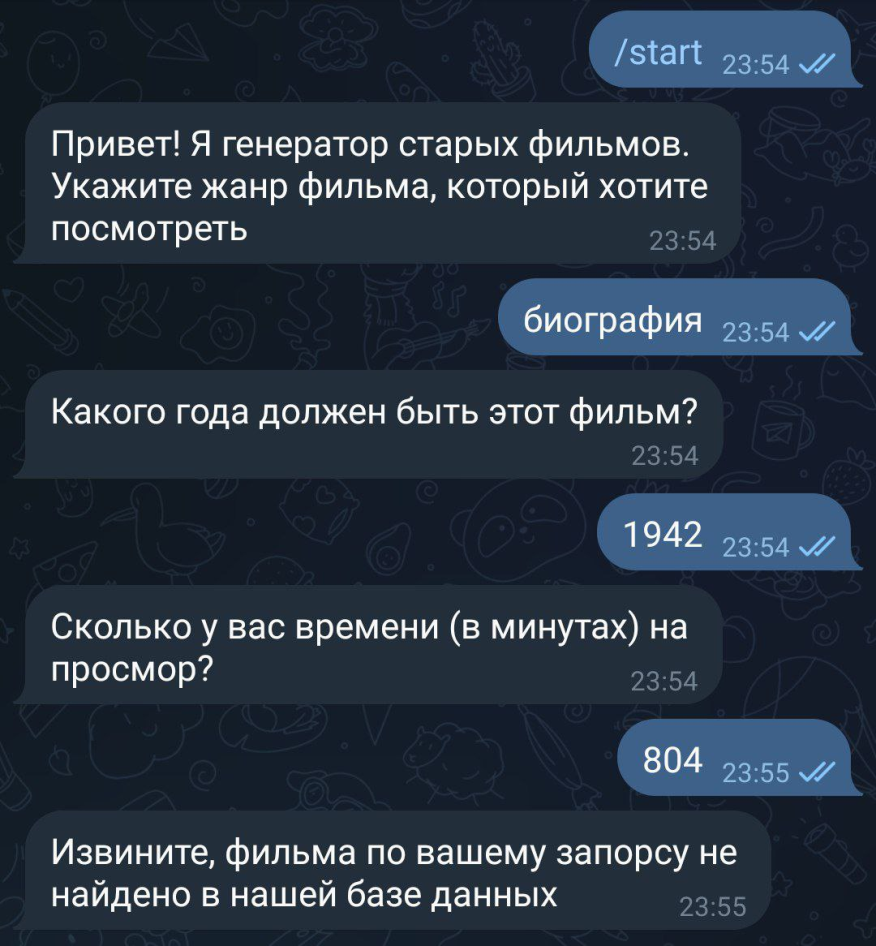 /start 23:54
Привет! Я генератор старых фильмов.
Укажите жанр фильма, который хотите
посмотреть
23:54
биография 23:54
Какого года должен быть этот фильм?
23:54
1942 23:54
Сколько у вас времени (в минутах) на
просмор?
23:54
804 23:55
Извините, фильма по вашему запорсу не
найдено в нашей базе данных
23:55